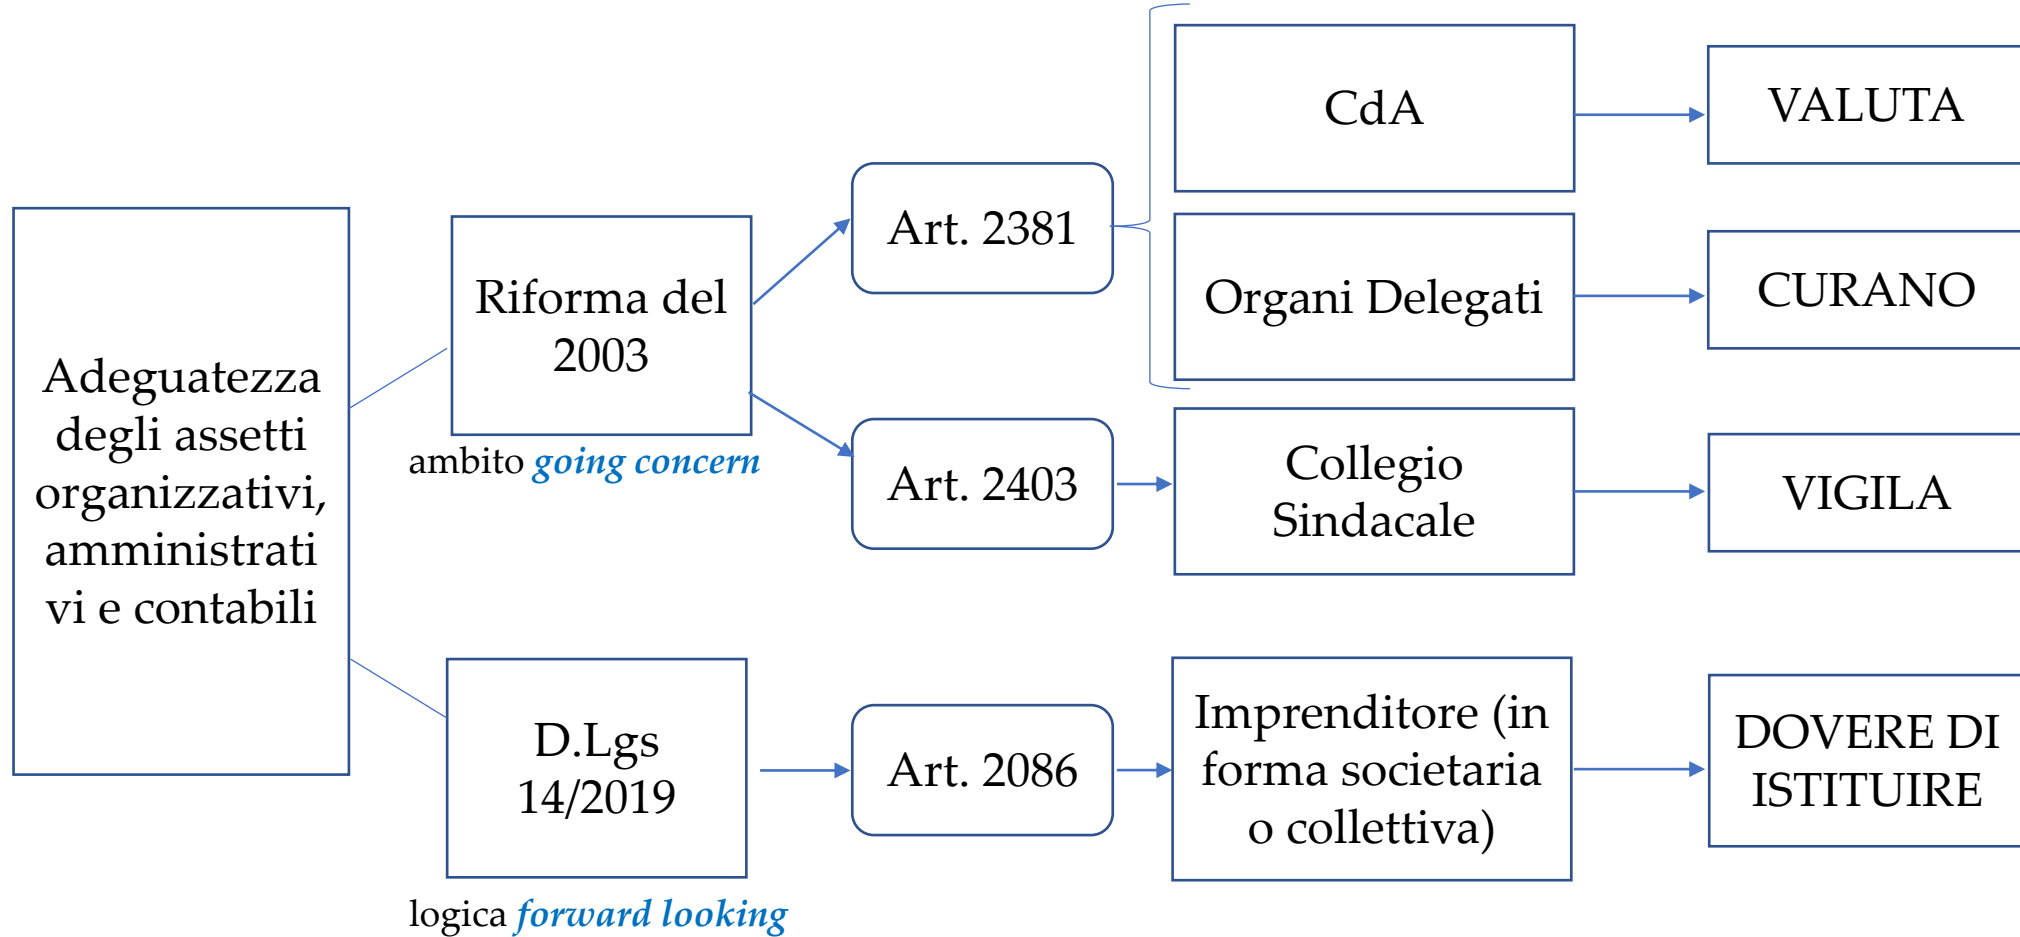 Adeguatezza
degli assetti
organizzativi,
amministrati
vi e contabili
Riforma del
2003
ambito going concern
Art. 2381
CdA
VALUTA
Organi Delegati
CURANO
Art. 2403
Collegio
Sindacale
VIGILA
D.Lgs
14/2019
logica forward looking
Art. 2086
Imprenditore (in
forma societaria
o collettiva)
DOVERE DI
ISTITUIRE